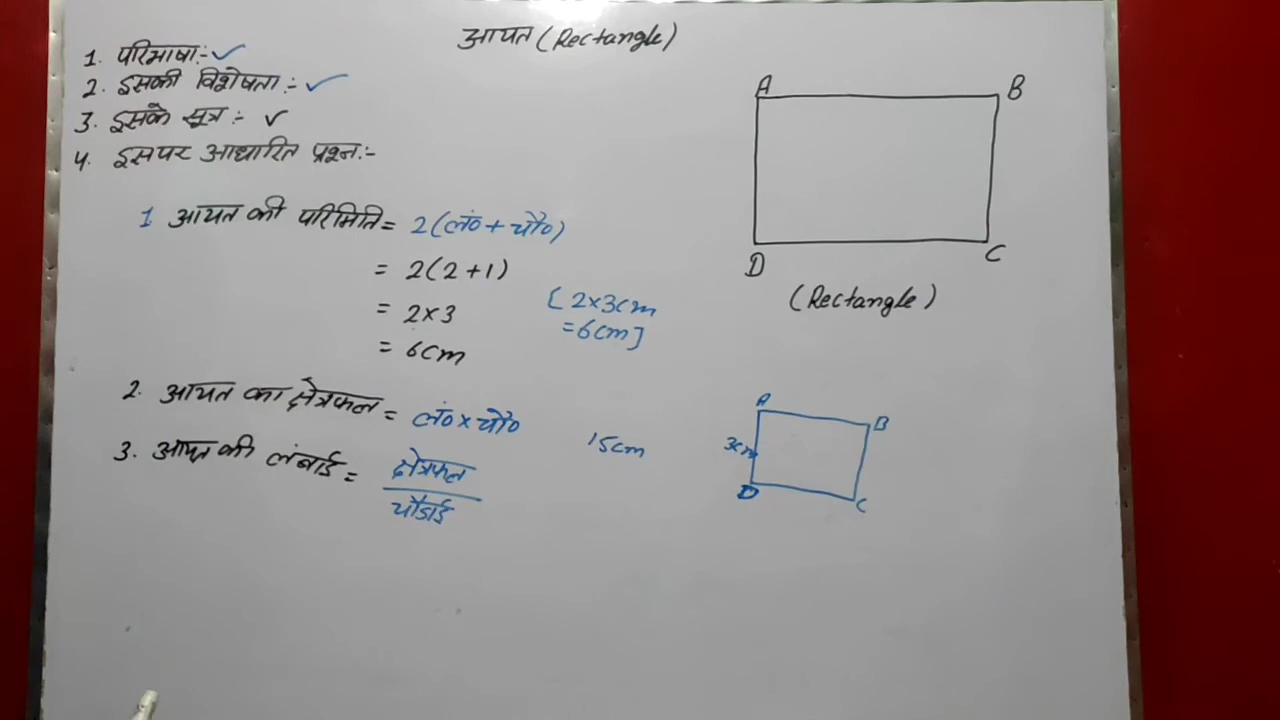 आयत (Rectangle)
1. परिभाषा:- ✓
2. इसकी विशेषता:- ✓
3. इसके सूत्र:- ✓
4. इसपर आधारित प्रश्न:-
1 आयत की परिमिति = 2(लं० + चौ०)
= 2(2+1)
= 2×3
= 6cm
[2×3cm
=6cm]
2. आयत का क्षेत्रफल = लं० × चौ०
3. आयत की लंबाई = क्षेत्रफल
चौडाई
15cm
A
B
D
C
(Rectangle)
A
B
3cm
D
C